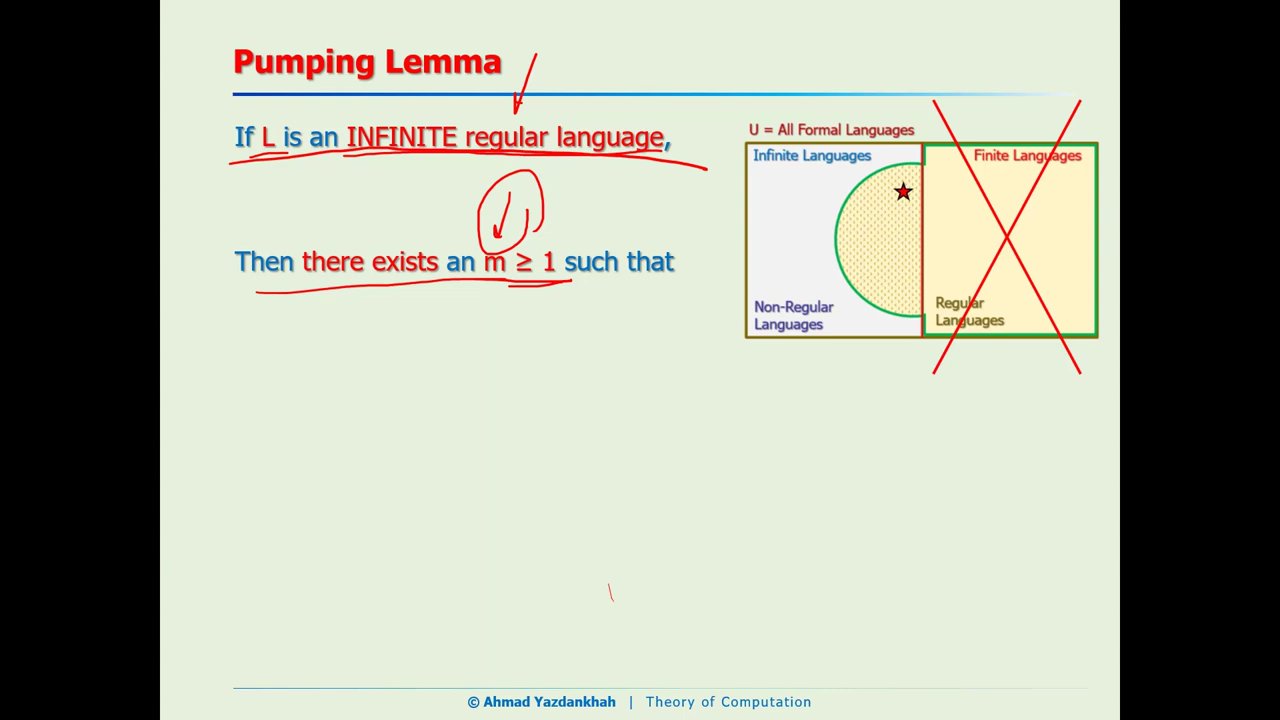 Pumping Lemma
If L is an INFINITE regular language,
Then there exists an m ≥ 1 such that
U = All Formal Languages
Infinite Languages
Finite Languages
Non-Regular
Languages
Regular
Languages
© Ahmad Yazdankhah | Theory of Computation